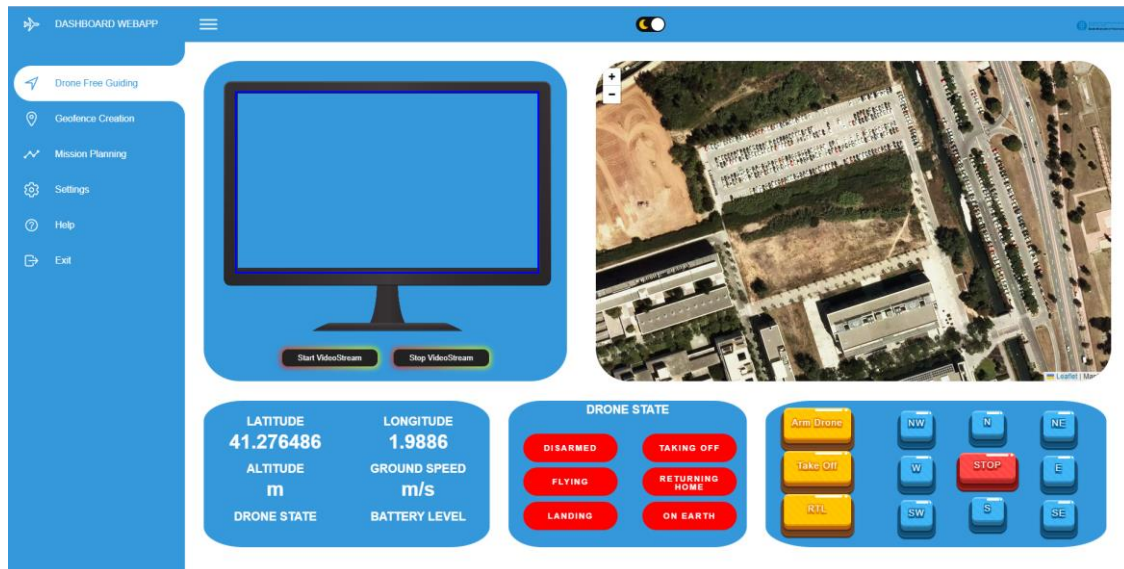 DASHBOARD WEBAPP
Drone Free Guiding
Geofence Creation
Mission Planning
Settings
Help
Exit
Start VideoStream
Stop VideoStream
+
-
Leaflet |
LATITUDE
LONGITUDE
41.276486
1.9886
ALTITUDE
GROUND SPEED
m
m/s
DRONE STATE
BATTERY LEVEL
DRONE STATE
DISARMED
TAKING OFF
FLYING
RETURNING
HOME
LANDING
ON EARTH
Arm Drone
Take Off
RTL
NW
N
NE
W
STOP
E
SW
S
SE